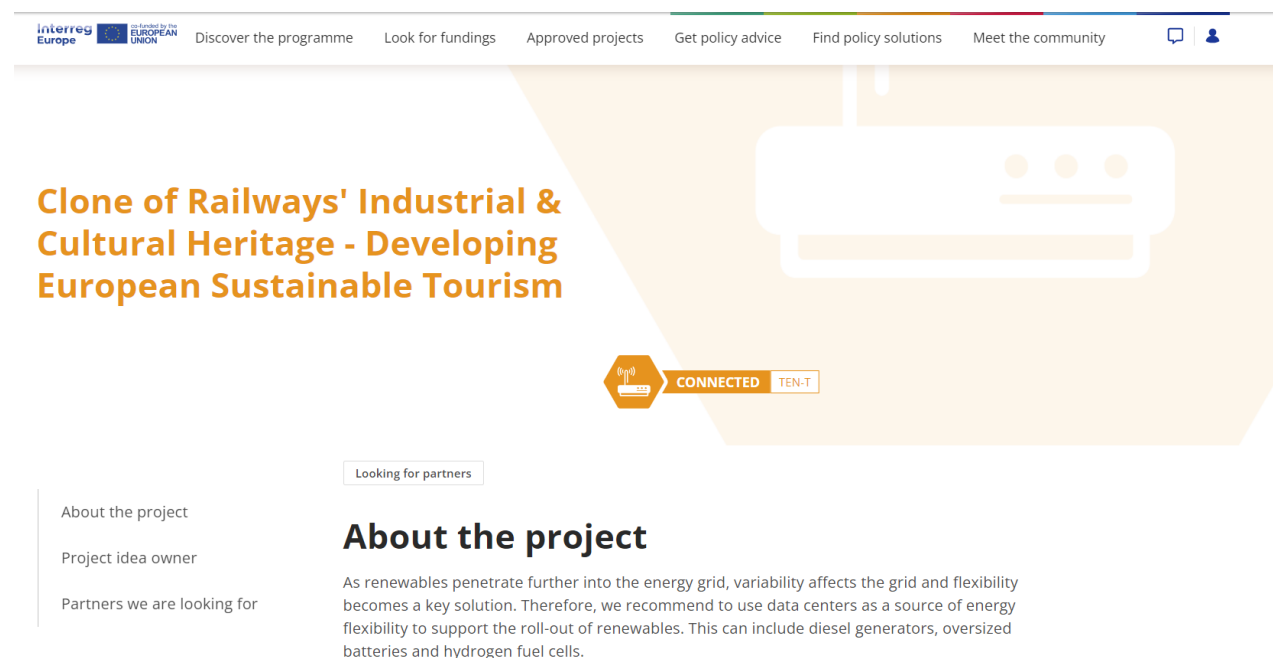 Interreg
Europe
co-funded by the
EUROPEAN
UNION
Discover the programme
Look for fundings
Approved projects
Get policy advice
Find policy solutions
Meet the community
Clone of Railways' Industrial &
Cultural Heritage - Developing
European Sustainable Tourism
CONNECTED
TEN-T
Looking for partners
About the project
Project idea owner
Partners we are looking for
About the project
As renewables penetrate further into the energy grid, variability affects the grid and flexibility
becomes a key solution. Therefore, we recommend to use data centers as a source of energy
flexibility to support the roll-out of renewables. This can include diesel generators, oversized
batteries and hydrogen fuel cells.